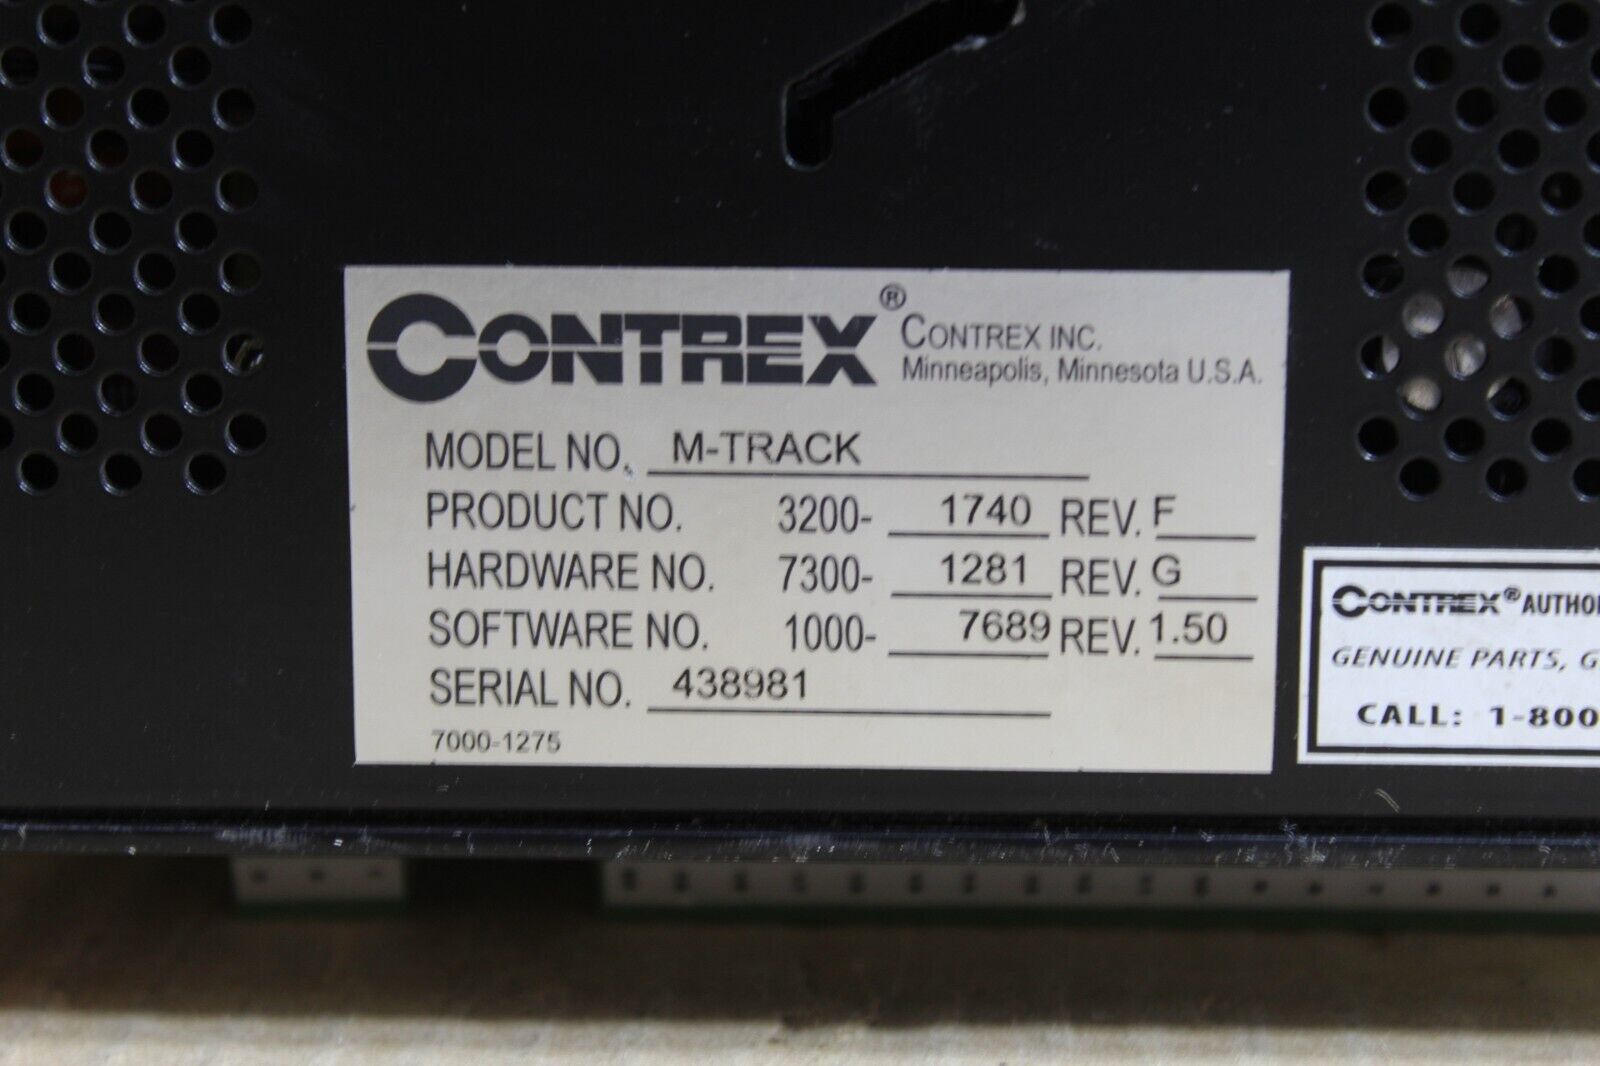 CONTREX®
CONTREX INC.
Minneapolis, Minnesota U.S.A.
MODEL NO. M-TRACK
PRODUCT NO. 3200- 1740 REV. F
HARDWARE NO. 7300- 1281 REV. G
SOFTWARE NO. 1000- 7689 REV. 1.50
SERIAL NO. 438981
7000-1275
CONTREX®
GENUINE PARTS,
CALL: 1-800